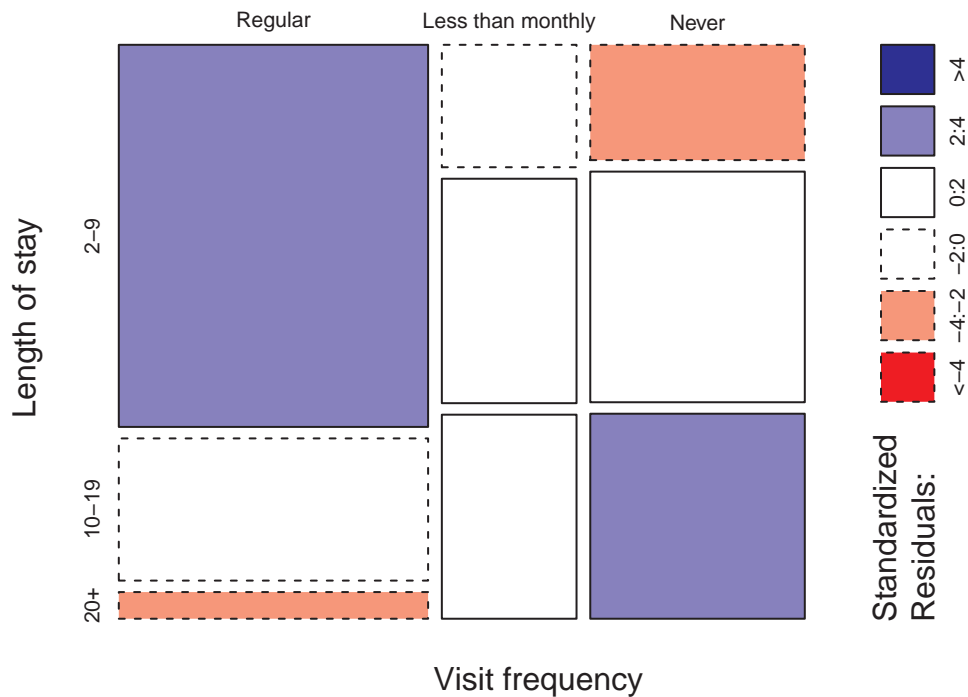 Regular
Less than monthly
Never
Length of stay
2–9
10–19
20+
Visit frequency
Standardized
Residuals:
<−4
−4:−2
−2:0
0:2
2:4
>4